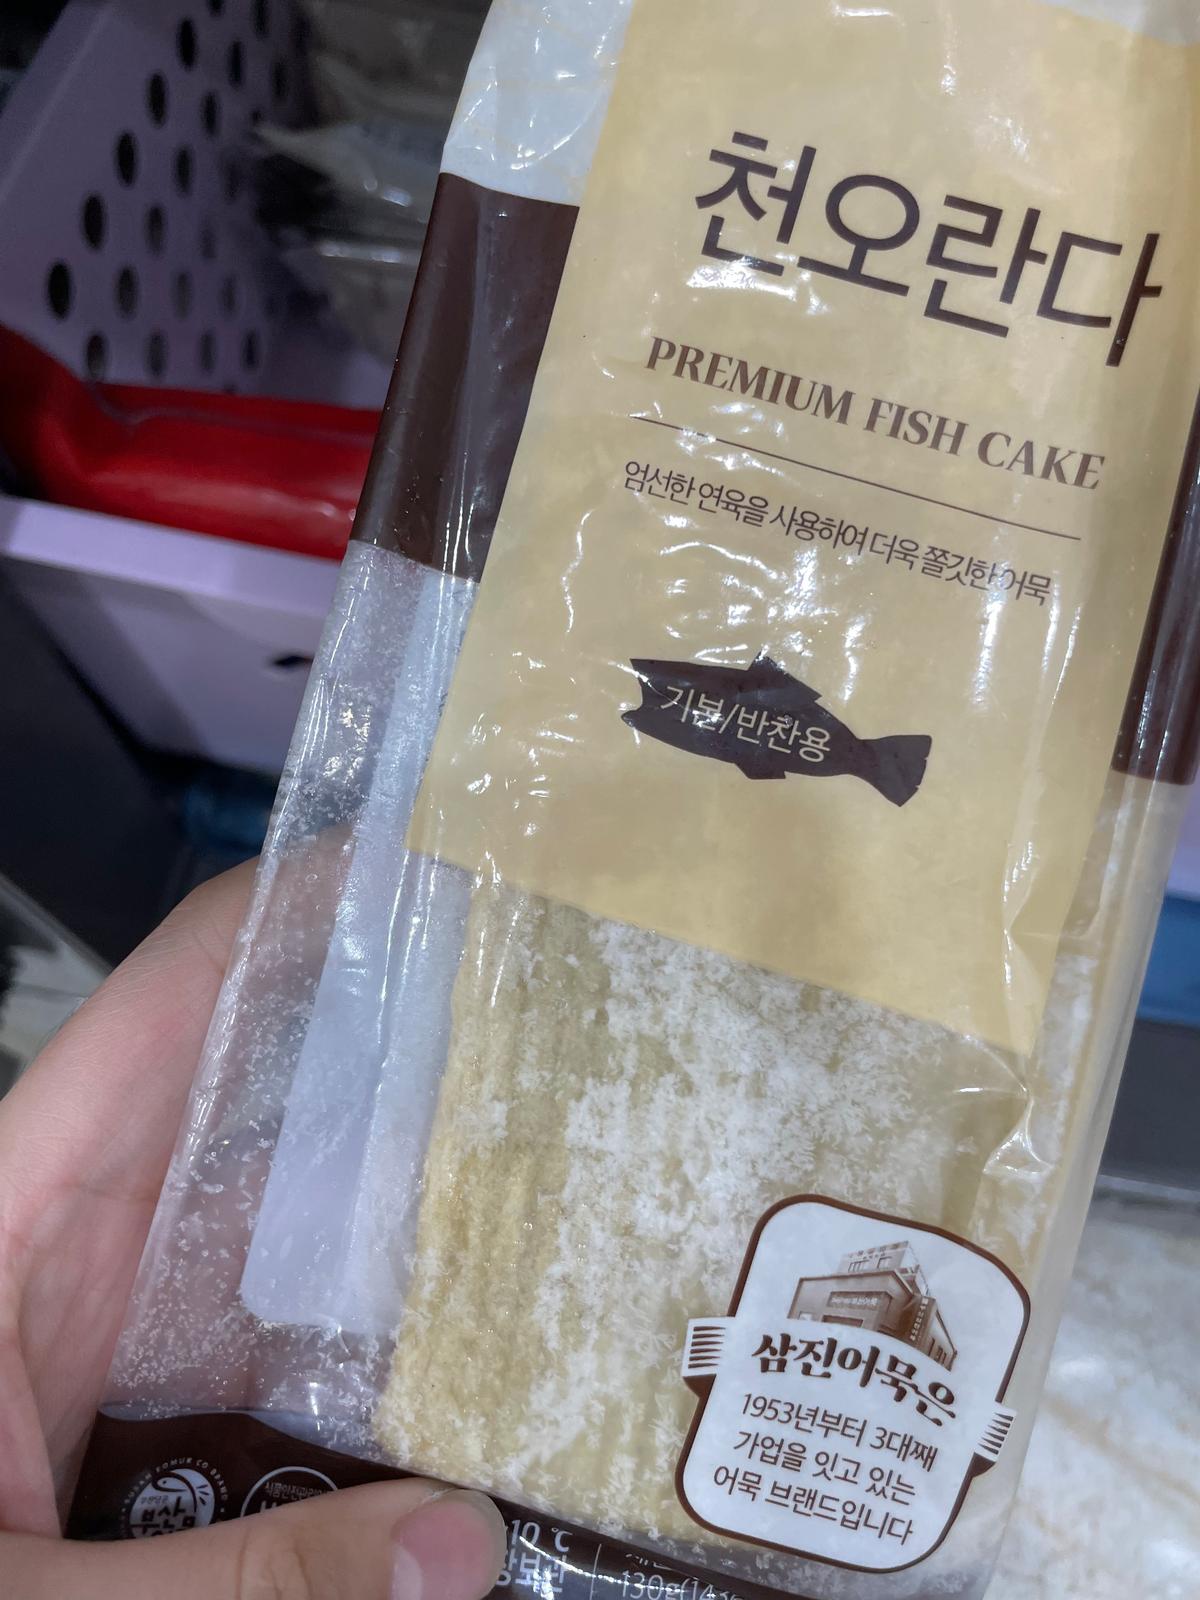 천오란다
PREMIUM FISH CAKE
엄선한 연육을 사용하여 더욱 쫄깃한 어묵
기본/반찬용
삼진어묵은
1953년부터 3대째
가업을 잇고 있는
어묵 브랜드입니다
10 ℃
130g